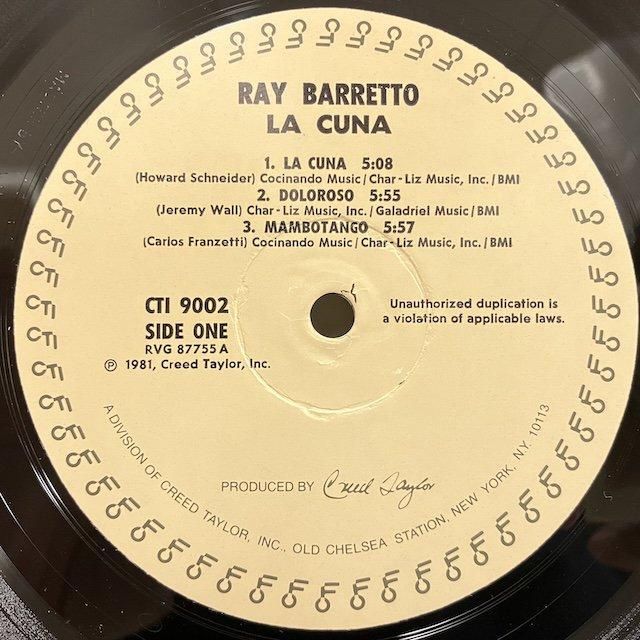 RAY BARRETTO
LA CUNA
1. LA CUNA 5:08
(Howard Schneider) Cocinando Music/Char-Liz Music, Inc./BMI
2. DOLOROSO 5:55
(Jeremy Wall) Char-Liz Music, Inc./Galadriel Music/BMI
3. MAMBOTANGO 5:57
(Carlos Franzetti) Cocinando Music/Char-Liz Music, Inc./BMI
CTI 9002
SIDE ONE
RVG 87755 A
℗ 1981, Creed Taylor, Inc.
Unauthorized duplication is
a violation of applicable laws.
PRODUCED BY Creed Taylor
A DIVISION OF CREED TAYLOR, INC., OLD CHELSEA STATION, NEW YORK, N.Y. 10113